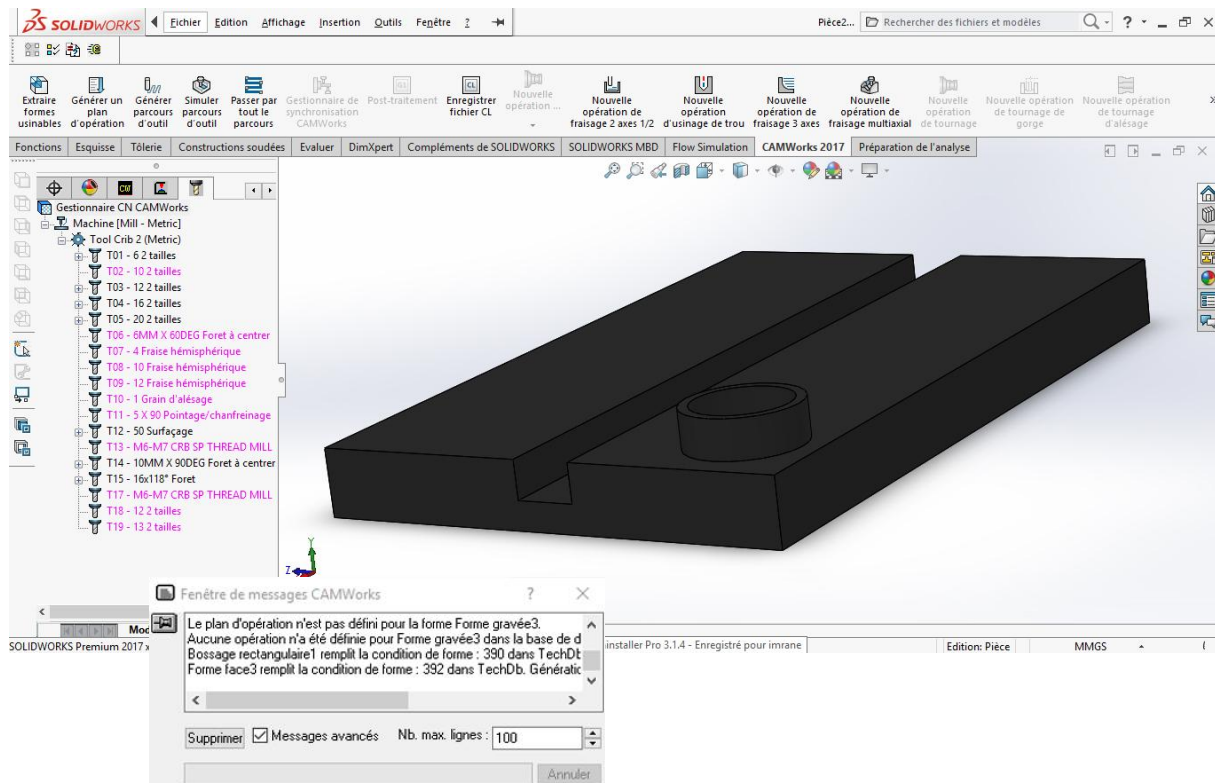 SOLIDWORKS Fichier Edition Affichage Insertion Outils Fenêtre ? Pièce2... Rechercher des fichiers et modèles ?
Extraire formes usinables
Générer un plan d'opération
Générer parcours d'outil
Simuler parcours d'outil
Passer par tout le parcours
Gestionnaire de synchronisation CAMWorks
Post-traitement
Enregistrer fichier CL
Nouvelle opération ...
Nouvelle opération de fraisage 2 axes 1/2
Nouvelle opération d'usinage de trou
Nouvelle opération de fraisage 3 axes
Nouvelle opération de fraisage multiaxial
Nouvelle opération de tournage
Nouvelle opération de tournage de gorge
Nouvelle opération de tournage d'alésage
Fonctions Esquisse Tôlerie Constructions soudées Evaluer DimXpert Compléments de SOLIDWORKS SOLIDWORKS MBD Flow Simulation CAMWorks 2017 Préparation de l'analyse
Gestionnaire CN CAMWorks
Machine [Mill - Metric]
Tool Crib 2 (Metric)
T01 - 6 2 tailles
T02 - 10 2 tailles
T03 - 12 2 tailles
T04 - 16 2 tailles
T05 - 20 2 tailles
T06 - 6MM X 60DEG Foret à centrer
T07 - 4 Fraise hémisphérique
T08 - 10 Fraise hémisphérique
T09 - 12 Fraise hémisphérique
T10 - 1 Grain d'alésage
T11 - 5 X 90 Pointage/chanfreinage
T12 - 50 Surfaçage
T13 - M6-M7 CRB SP THREAD MILL
T14 - 10MM X 90DEG Foret à centrer
T15 - 16x118° Foret
T17 - M6-M7 CRB SP THREAD MILL
T18 - 12 2 tailles
T19 - 13 2 tailles
Y
Z
Mod
SOLIDWORKS Premium 2017 x
installer Pro 3.1.4 - Enregistré pour imrane Edition: Pièce MMGS
Fenêtre de messages CAMWorks ?
Le plan d'opération n'est pas défini pour la forme Forme gravée3.
Aucune opération n'a été définie pour Forme gravée3 dans la base de d
Bossage rectangulaire1 remplit la condition de forme : 390 dans TechDb
Forme face3 remplit la condition de forme : 392 dans TechDb. Génératic
Supprimer Messages avancés Nb. max. lignes : 100
Annuler